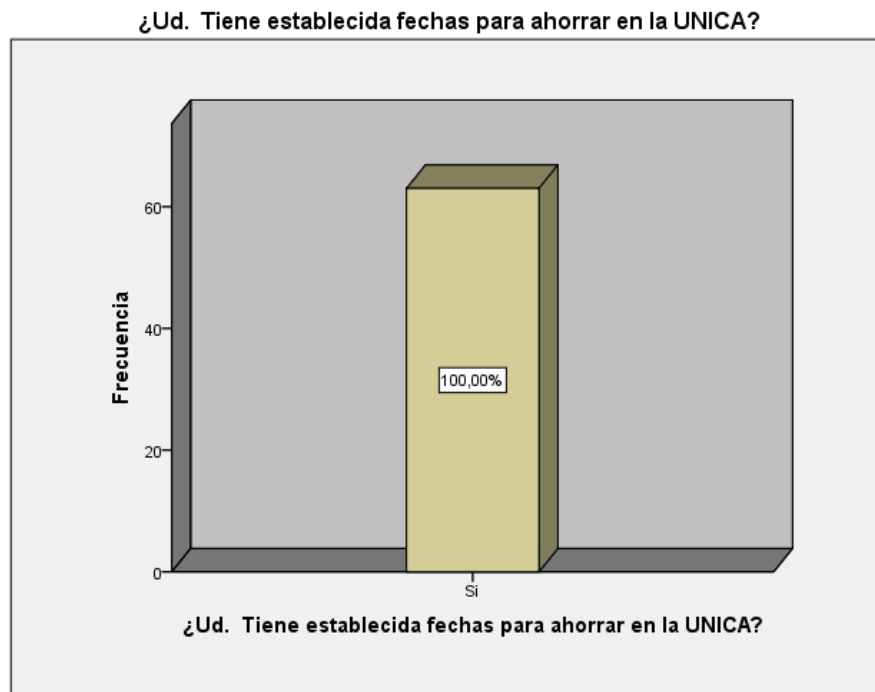 ¿Ud. Tiene establecida fechas para ahorrar en la UNICA?
Frecuencia
60
40
20
0
100,00%
Si
¿Ud. Tiene establecida fechas para ahorrar en la UNICA?